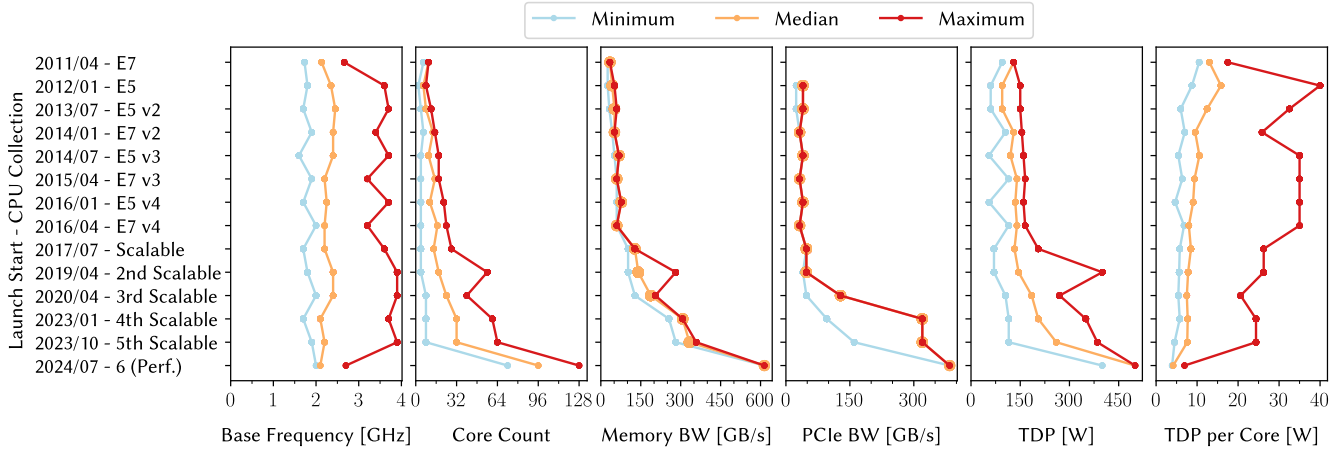 Minimum Median Maximum
Launch Start - CPU Collection
2011/04 - E7
2012/01 - E5
2013/07 - E5 v2
2014/01 - E7 v2
2014/07 - E5 v3
2015/04 - E7 v3
2016/01 - E5 v4
2016/04 - E7 v4
2017/07 - Scalable
2019/04 - 2nd Scalable
2020/04 - 3rd Scalable
2023/01 - 4th Scalable
2023/10 - 5th Scalable
2024/07 - 6 (Perf.)
0 1 2 3 4 0 32 64 96 128 0 150 300 450 600 0 150 300 0 150 300 450 0 10 20 30 40
Base Frequency [GHz] Core Count Memory BW [GB/s] PCIe BW [GB/s] TDP [W] TDP per Core [W]